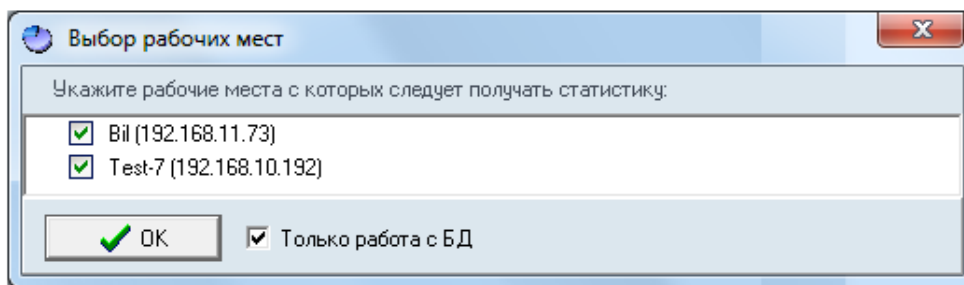 Выбор рабочих мест
Укажите рабочие места с которых следует получать статистику:
Bil (192.168.11.73)
Test-7 (192.168.10.192)
OK Только работа с БД